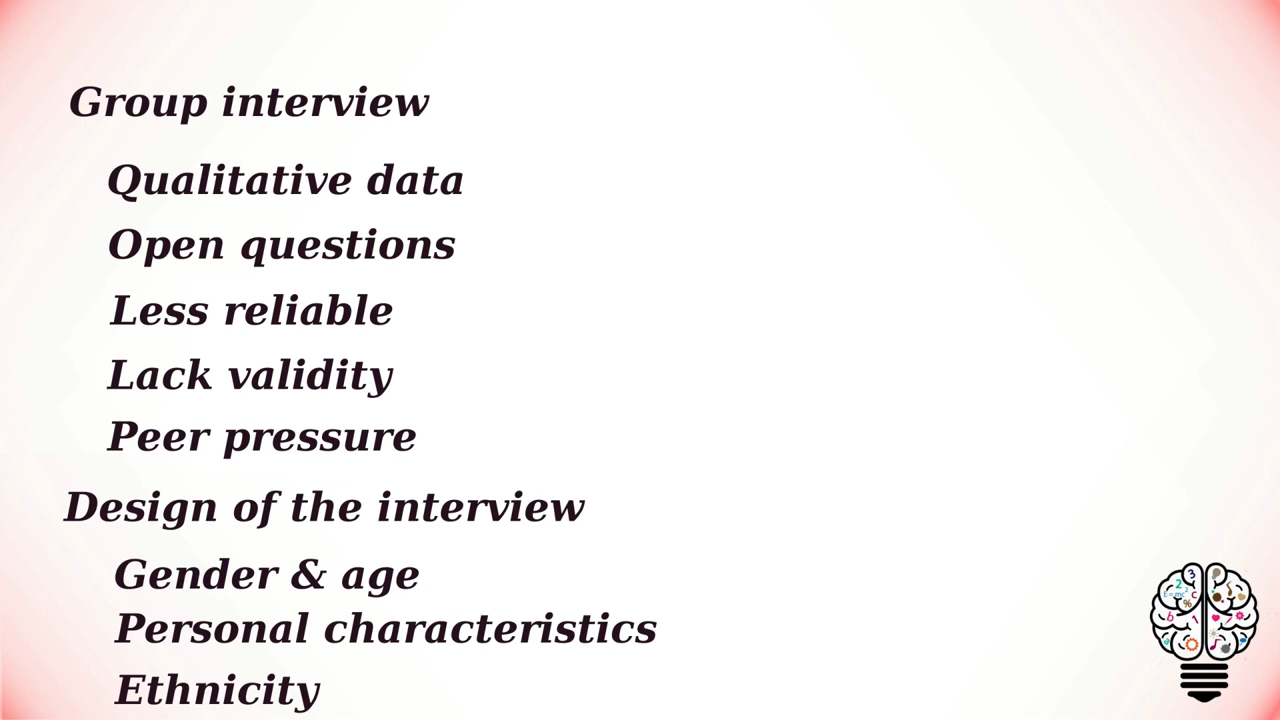 Group interview
Qualitative data
Open questions
Less reliable
Lack validity
Peer pressure
Design of the interview
Gender & age
Personal characteristics
Ethnicity